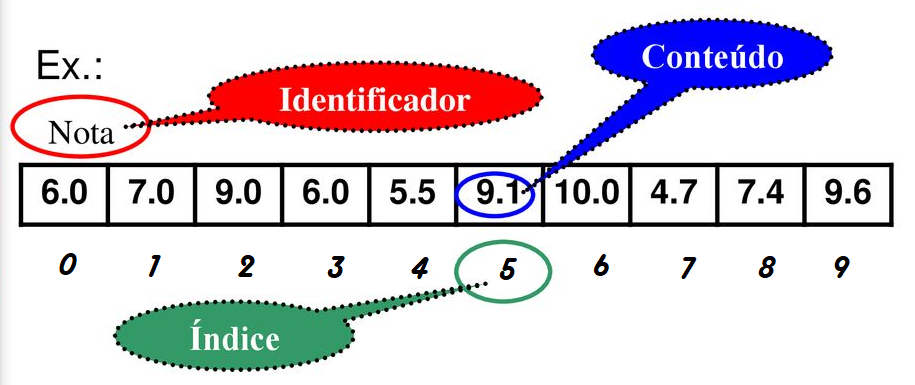 Ex.:
Conteúdo
Identificador
Nota
6.0 7.0 9.0 6.0 5.5 9.1 10.0 4.7 7.4 9.6
0 1 2 3 4 5 6 7 8 9
Índice